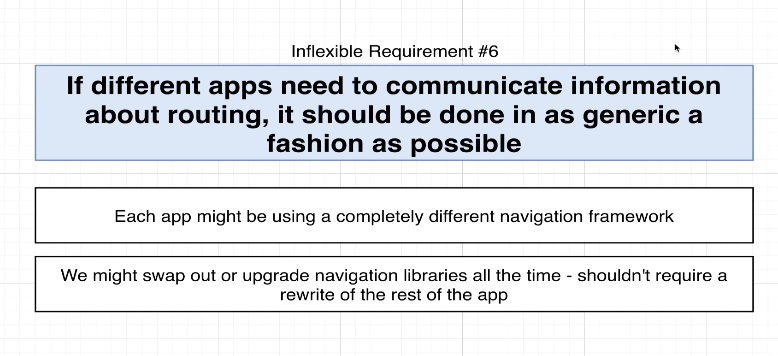 Inflexible Requirement #6
If different apps need to communicate information
about routing, it should be done in as generic a
fashion as possible
Each app might be using a completely different navigation framework
We might swap out or upgrade navigation libraries all the time - shouldn't require a
rewrite of the rest of the app